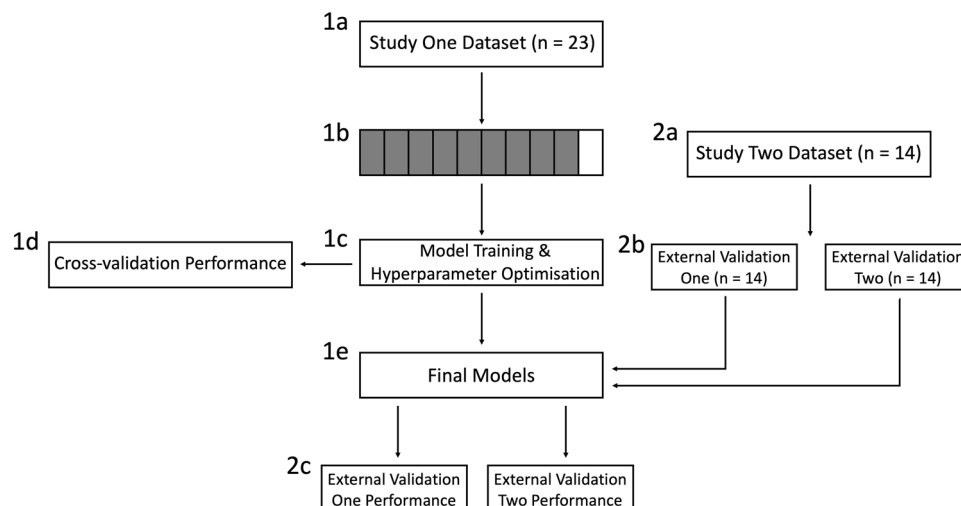 1a
Study One Dataset (n = 23)
1b
2a
Study Two Dataset (n = 14)
1c
Model Training &
Hyperparameter Optimisation
1d
Cross-validation Performance
2b
External Validation
One (n = 14)
External Validation
Two (n = 14)
1e
Final Models
2c
External Validation
One Performance
External Validation
Two Performance